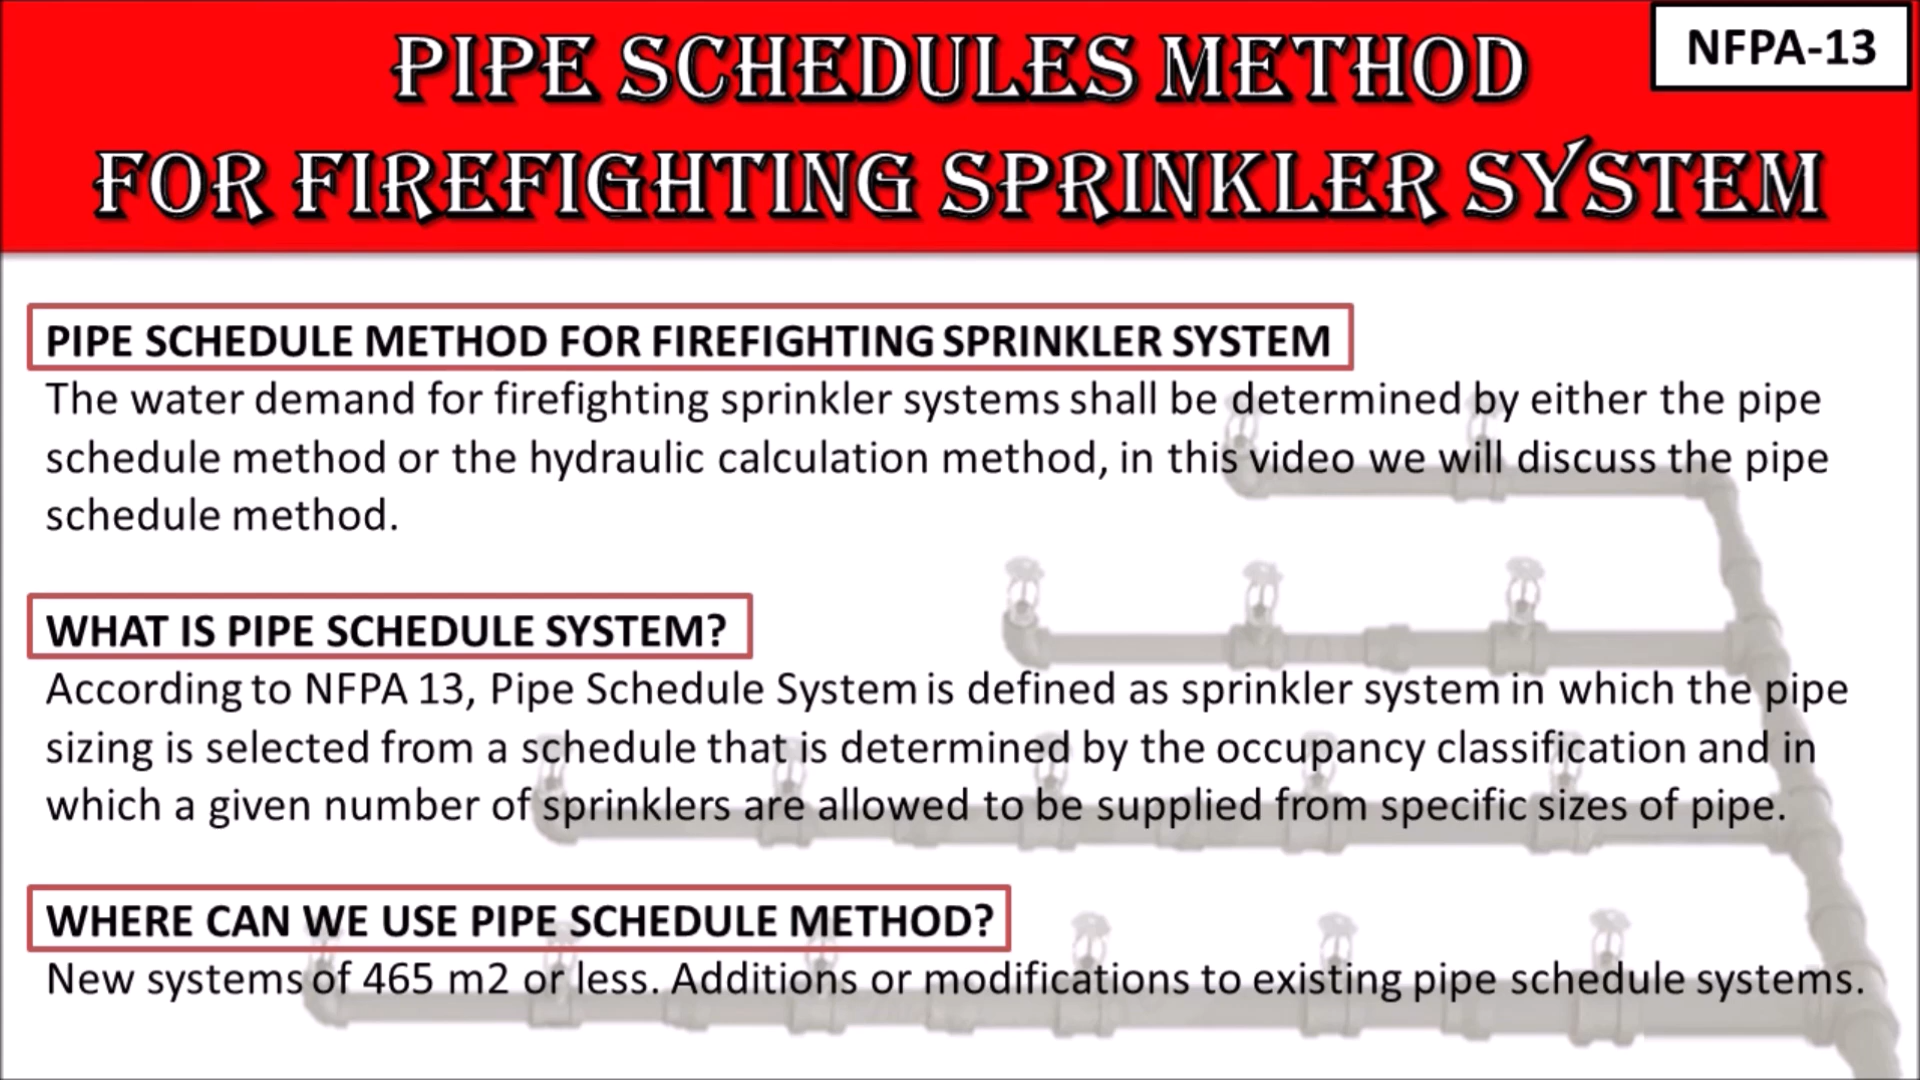 PIPE SCHEDULES METHOD
NFPA-13
FOR FIREFIGHTING SPRINKLER SYSTEM
PIPE SCHEDULE METHOD FOR FIREFIGHTING SPRINKLER SYSTEM
The water demand for firefighting sprinkler systems shall be determined by either the pipe
schedule method or the hydraulic calculation method, in this video we will discuss the pipe
schedule method.
WHAT IS PIPE SCHEDULE SYSTEM?
According to NFPA 13, Pipe Schedule System is defined as sprinkler system in which the pipe
sizing is selected from a schedule that is determined by the occupancy classification and in
which a given number of sprinklers are allowed to be supplied from specific sizes of pipe.
WHERE CAN WE USE PIPE SCHEDULE METHOD?
New systems of 465 m2 or less. Additions or modifications to existing pipe schedule systems.